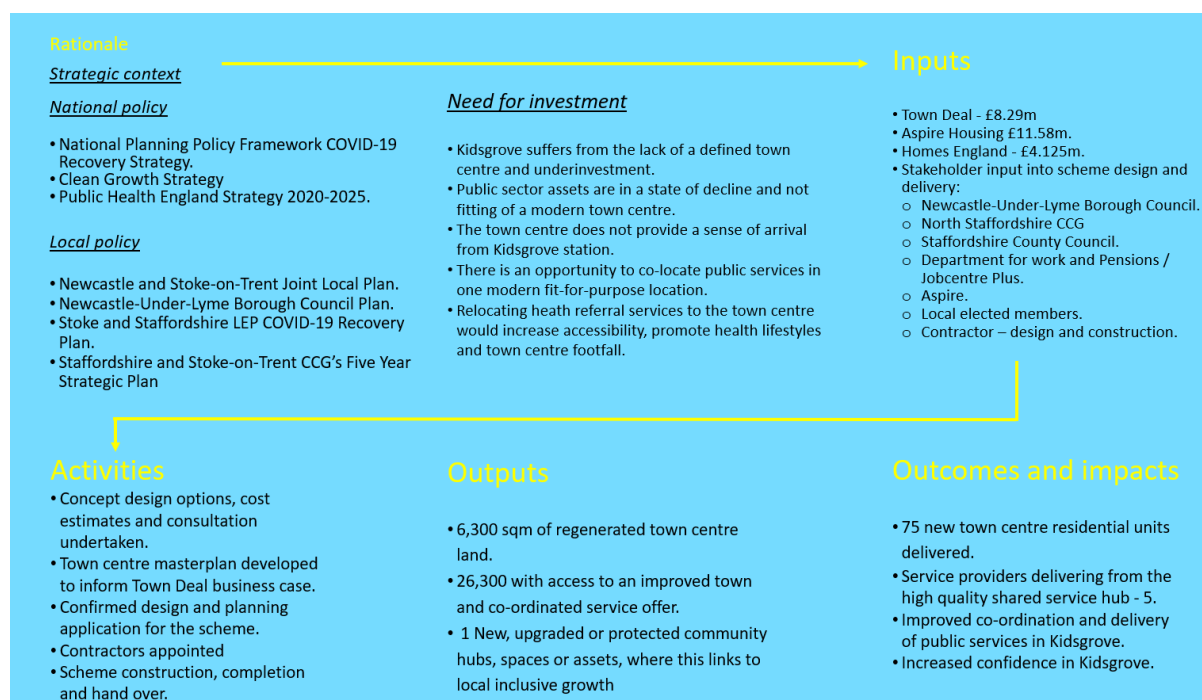 Rationale
Strategic context
National policy
• National Planning Policy Framework COVID-19
Recovery Strategy.
• Clean Growth Strategy
• Public Health England Strategy 2020-2025.
Local policy
• Newcastle and Stoke-on-Trent Joint Local Plan.
• Newcastle-Under-Lyme Borough Council Plan.
• Stoke and Staffordshire LEP COVID-19 Recovery
Plan.
• Staffordshire and Stoke-on-Trent CCG's Five Year
Strategic Plan
Need for investment
• Kidsgrove suffers from the lack of a defined town
centre and underinvestment.
• Public sector assets are in a state of decline and not
fitting of a modern town centre.
• The town centre does not provide a sense of arrival
from Kidsgrove station.
• There is an opportunity to co-locate public services in
one modern fit-for-purpose location.
• Relocating heath referral services to the town centre
would increase accessibility, promote health lifestyles
and town centre footfall.
Inputs
• Town Deal - £8.29m
• Aspire Housing £11.58m.
• Homes England - £4.125m.
• Stakeholder input into scheme design and
delivery:
o Newcastle-Under-Lyme Borough Council.
o North Staffordshire CCG
o Staffordshire County Council.
o Department for work and Pensions /
Jobcentre Plus.
o Aspire.
o Local elected members.
o Contractor – design and construction.
Activities
• Concept design options, cost
estimates and consultation
undertaken.
• Town centre masterplan developed
to inform Town Deal business case.
• Confirmed design and planning
application for the scheme.
• Contractors appointed
• Scheme construction, completion
and hand over.
Outputs
• 6,300 sqm of regenerated town centre
land.
• 26,300 with access to an improved town
and co-ordinated service offer.
• 1 New, upgraded or protected community
hubs, spaces or assets, where this links to
local inclusive growth
Outcomes and impacts
• 75 new town centre residential units
delivered.
• Service providers delivering from the
high quality shared service hub - 5.
• Improved co-ordination and delivery
of public services in Kidsgrove.
• Increased confidence in Kidsgrove.